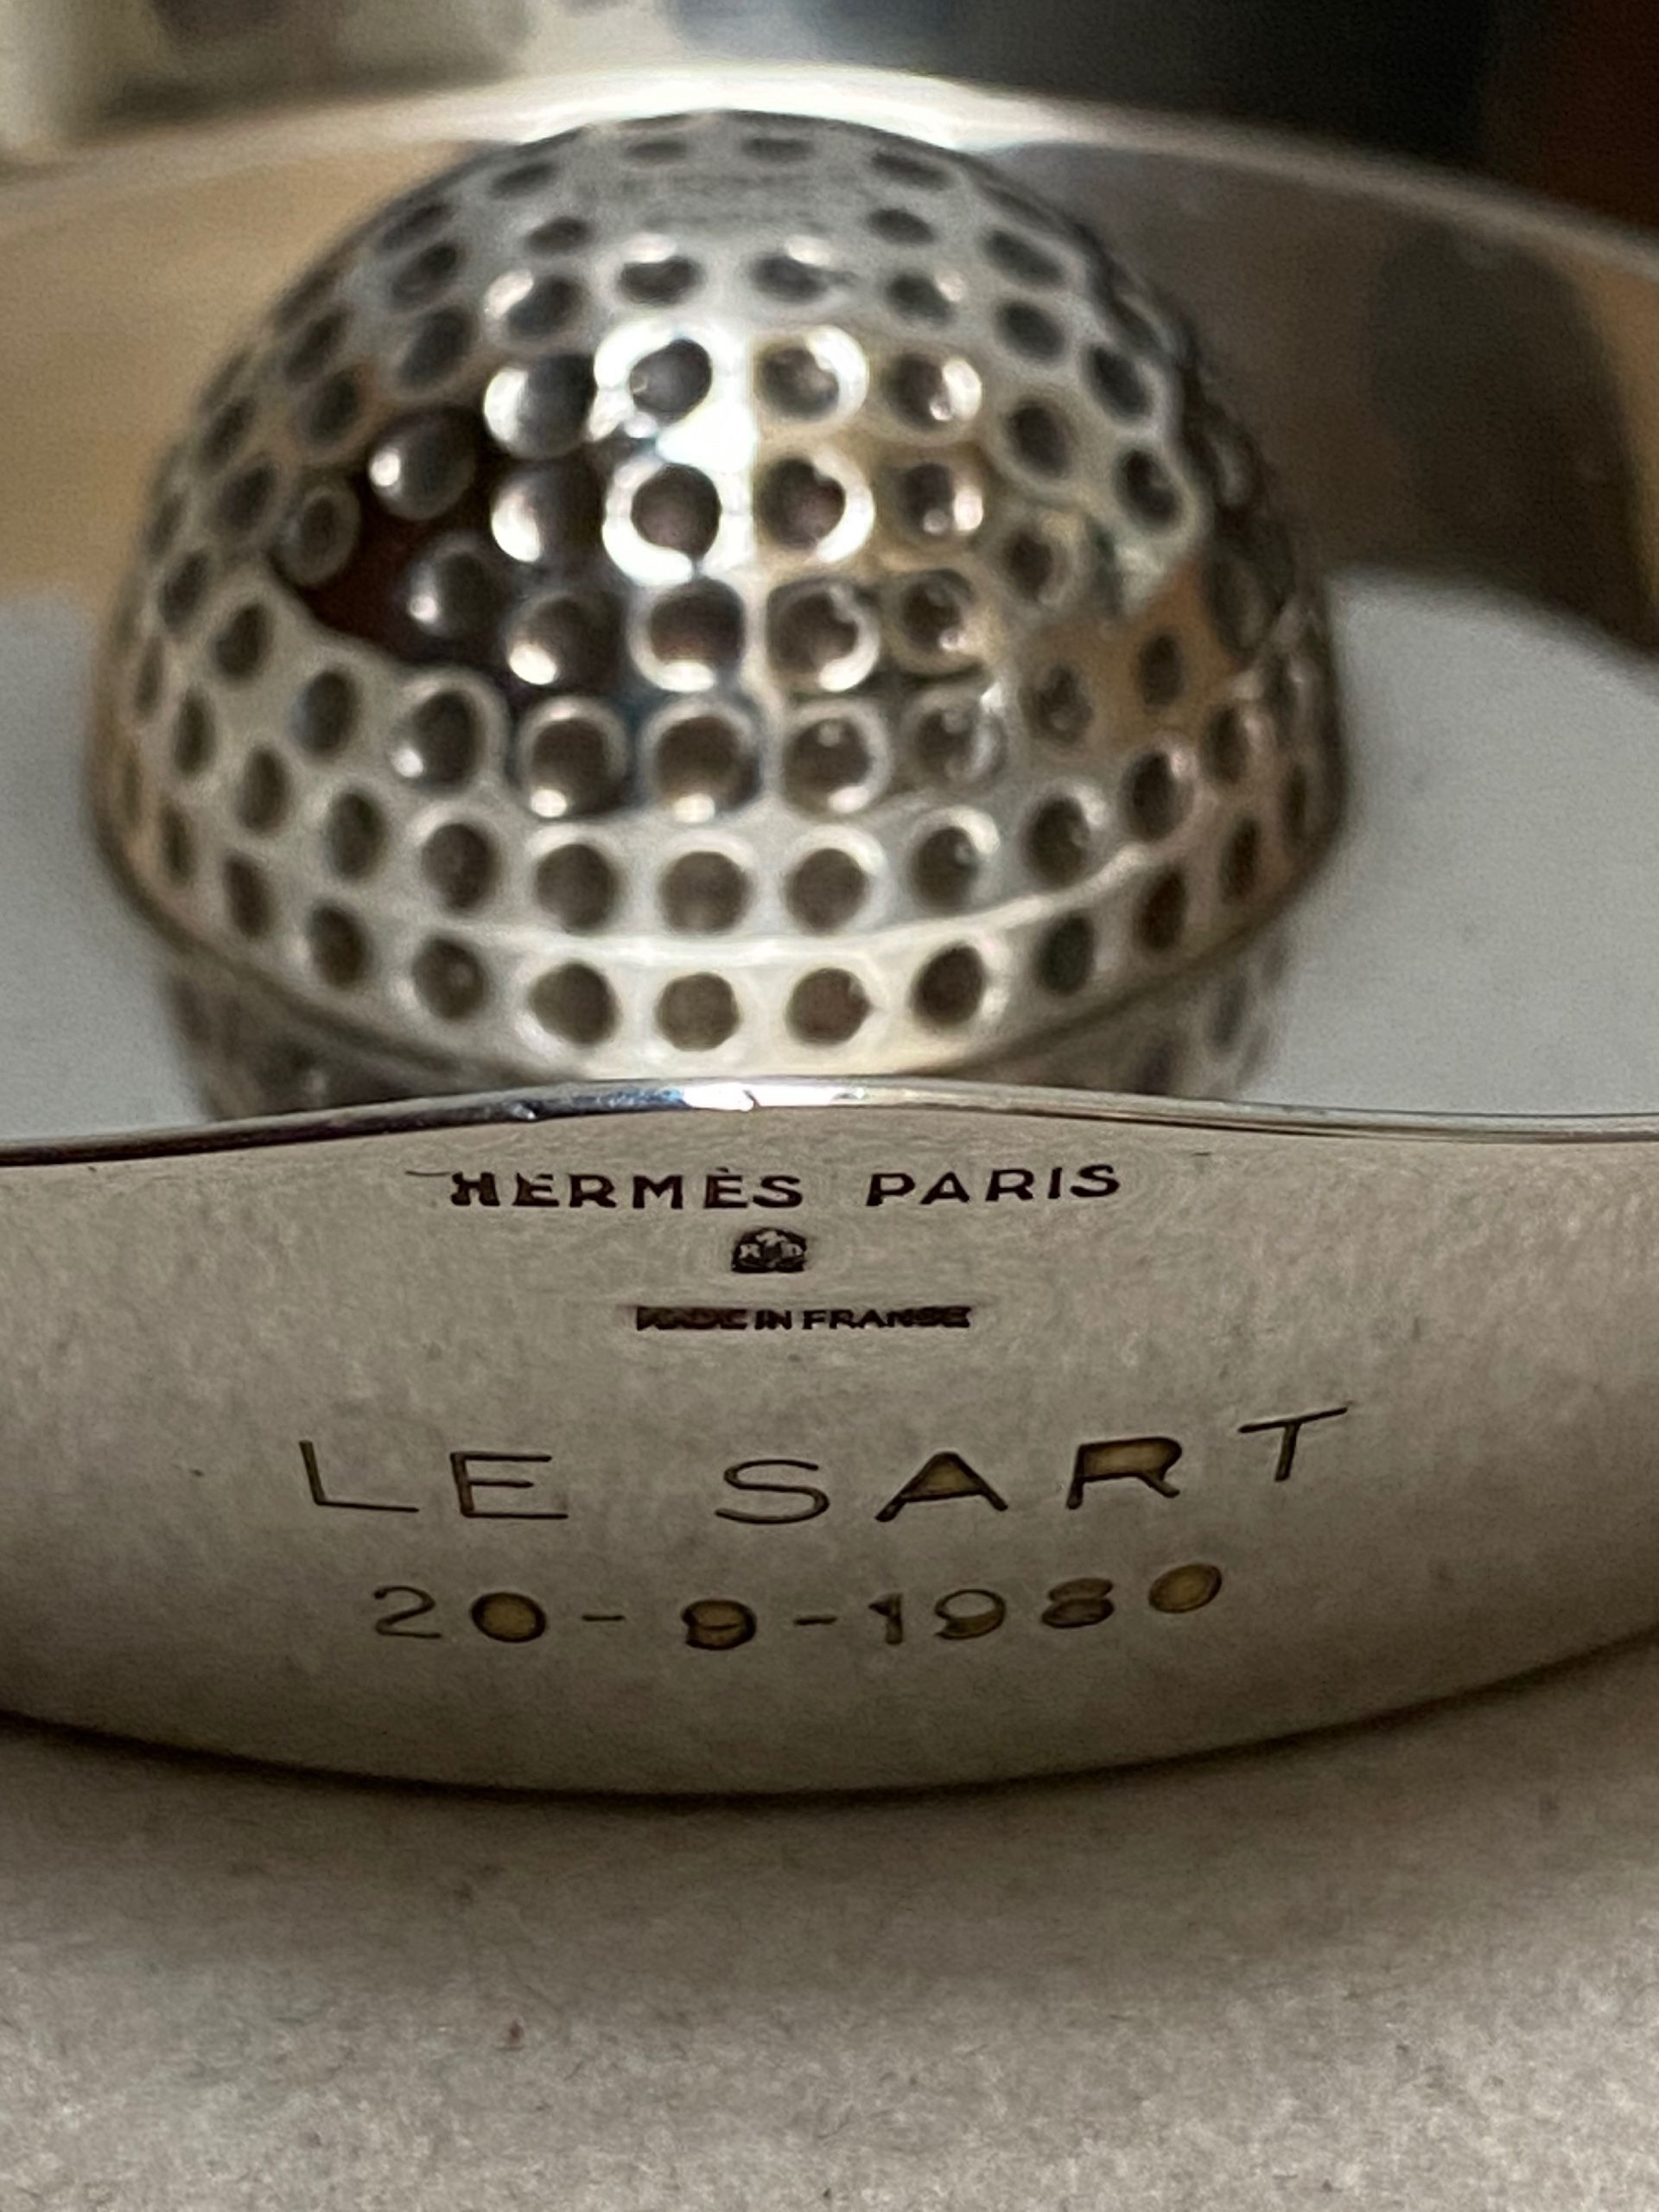 HERMÈS PARIS
MADE IN FRANCE
LE SART
20-9-1980